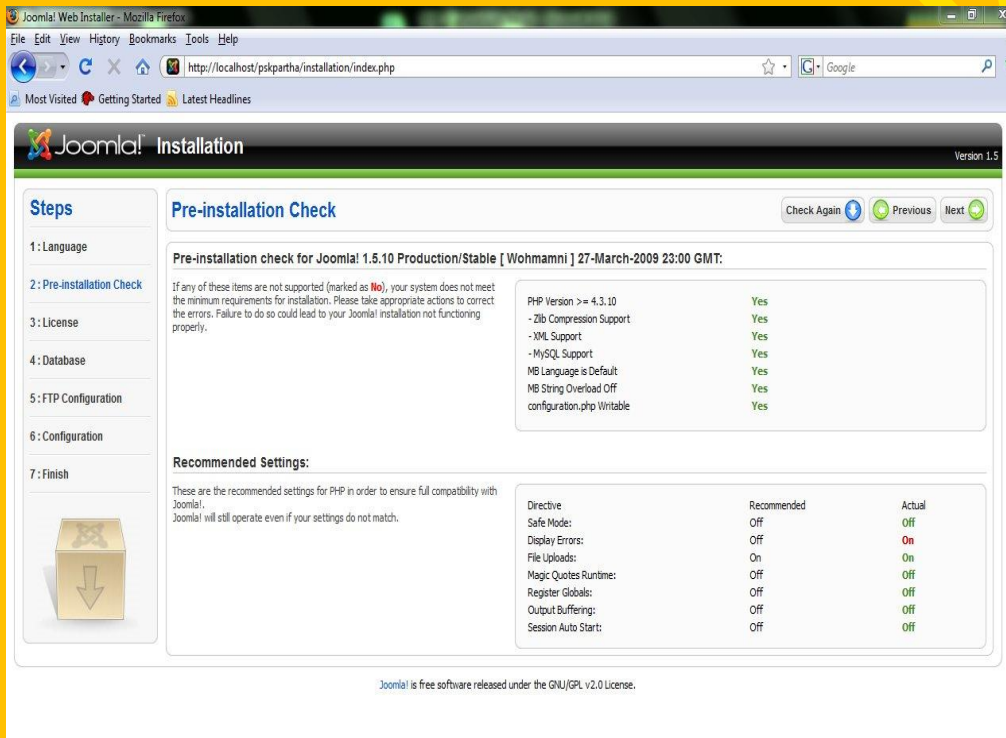 Joomla! Web Installer - Mozilla Firefox
File Edit View History Bookmarks Tools Help
http://localhost/pskpartha/installation/index.php
G Google
Most Visited Getting Started Latest Headlines
Joomla!™ Installation
Version 1.5
Steps
1 : Language
2 : Pre-installation Check
3 : License
4 : Database
5 : FTP Configuration
6 : Configuration
7 : Finish
Pre-installation Check
Check Again Previous Next
Pre-installation check for Joomla! 1.5.10 Production/Stable [ Wohmamni ] 27-March-2009 23:00 GMT:
If any of these items are not supported (marked as No), your system does not meet
the minimum requirements for installation. Please take appropriate actions to correct
the errors. Failure to do so could lead to your Joomla! installation not functioning
properly.
PHP Version >= 4.3.10 Yes
- Zlib Compression Support Yes
- XML Support Yes
- MySQL Support Yes
MB Language is Default Yes
MB String Overload Off Yes
configuration.php Writable Yes
Recommended Settings:
These are the recommended settings for PHP in order to ensure full compatibility with
Joomla!.
Joomla! will still operate even if your settings do not match.
Directive Recommended Actual
Safe Mode: Off Off
Display Errors: Off On
File Uploads: On On
Magic Quotes Runtime: Off Off
Register Globals: Off Off
Output Buffering: Off Off
Session Auto Start: Off Off
Joomla! is free software released under the GNU/GPL v2.0 License.